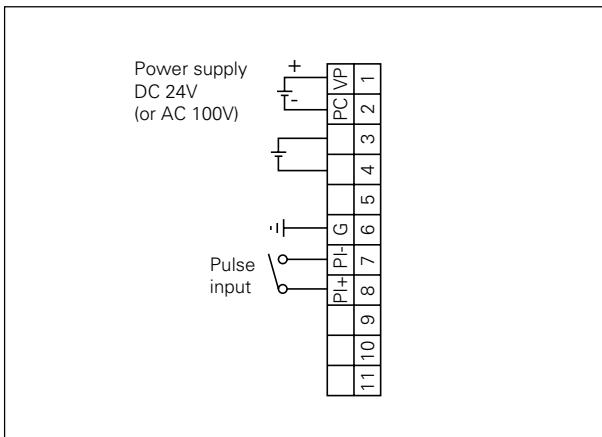 Power supply
DC 24V
(or AC 100V)
+
-
VP 1
PC 2
3
4
5
G 6
PI- 7
PI+ 8
9
10
11
Pulse
input